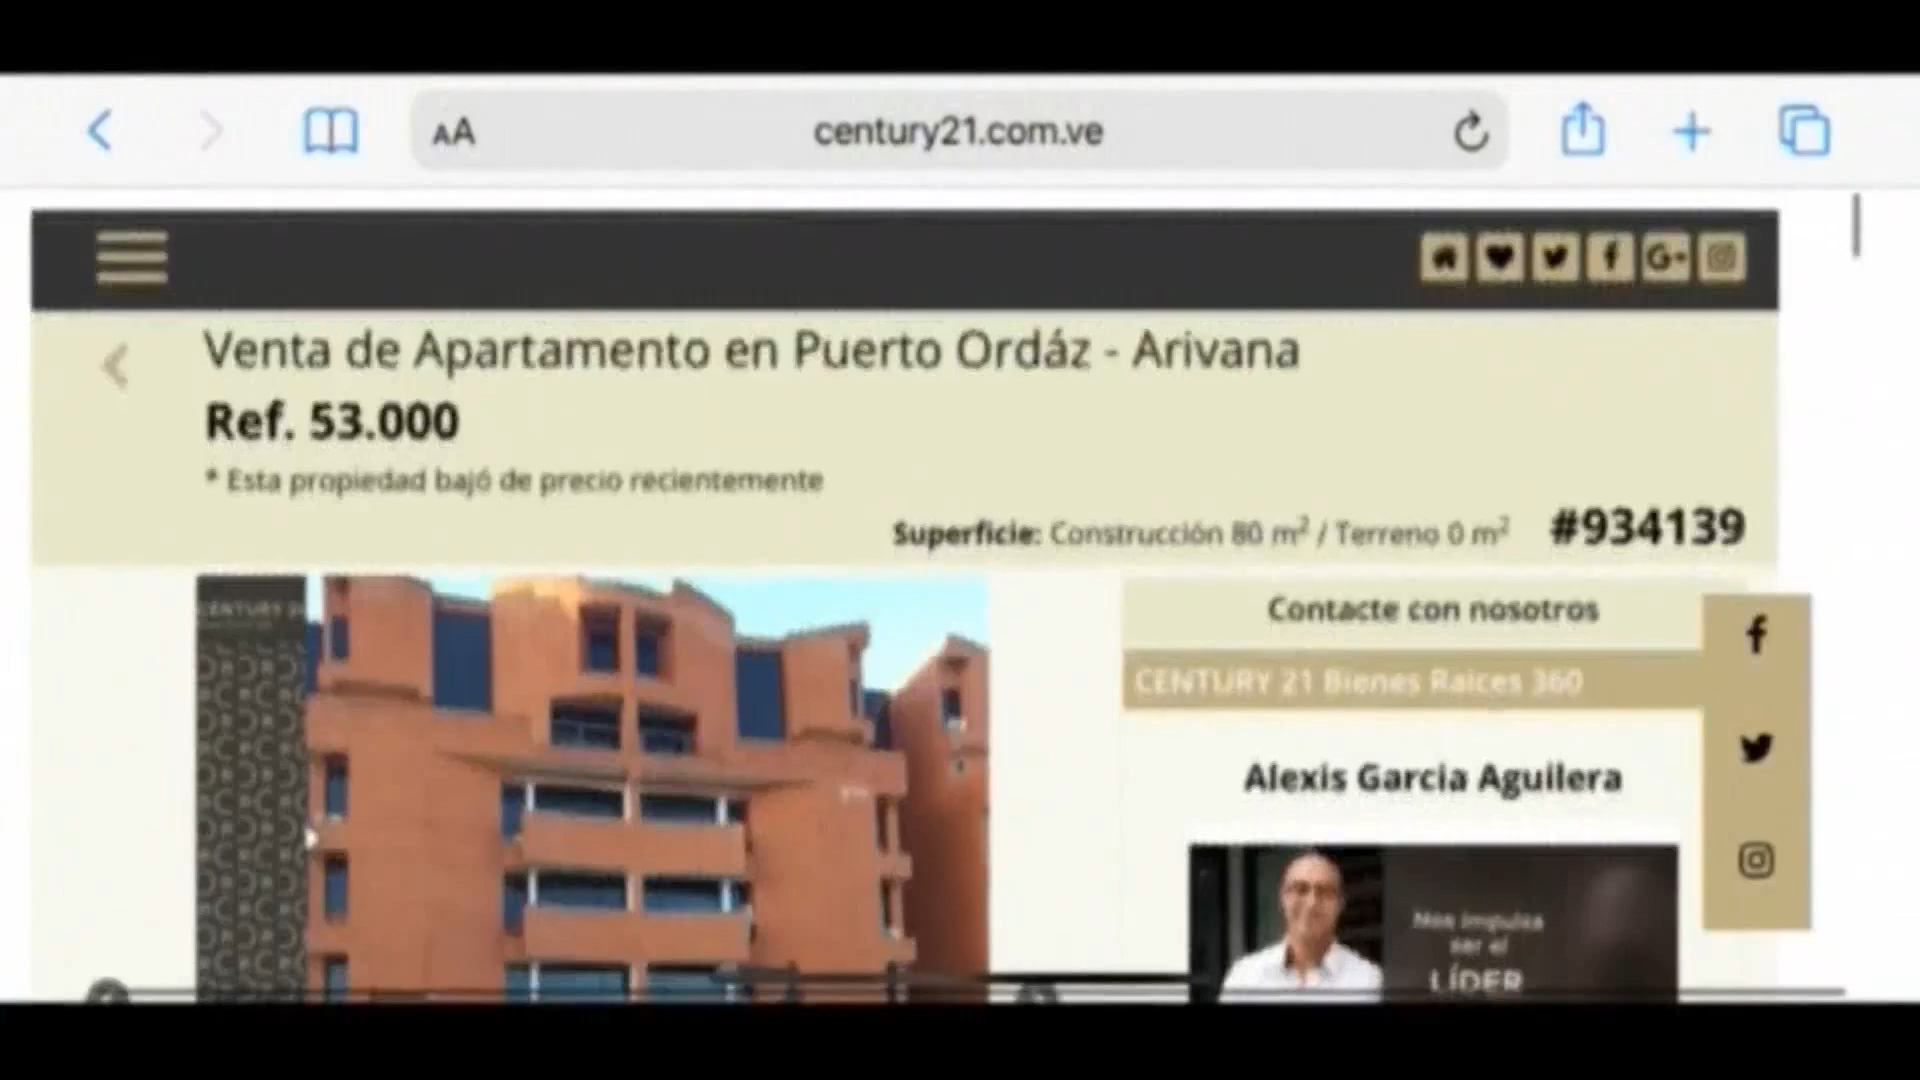 AA
century21.com.ve
G+
Venta de Apartamento en Puerto Ordáz - Arivana
Ref. 53.000
* Esta propiedad bajó de precio recientemente
Superficie: Construcción 80 m² / Terreno 0 m²
#934139
CENTURY 21
Contacte con nosotros
CENTURY 21 Bienes Raices 360
Alexis Garcia Aguilera
Nos impulsa
ser el
LÍDER